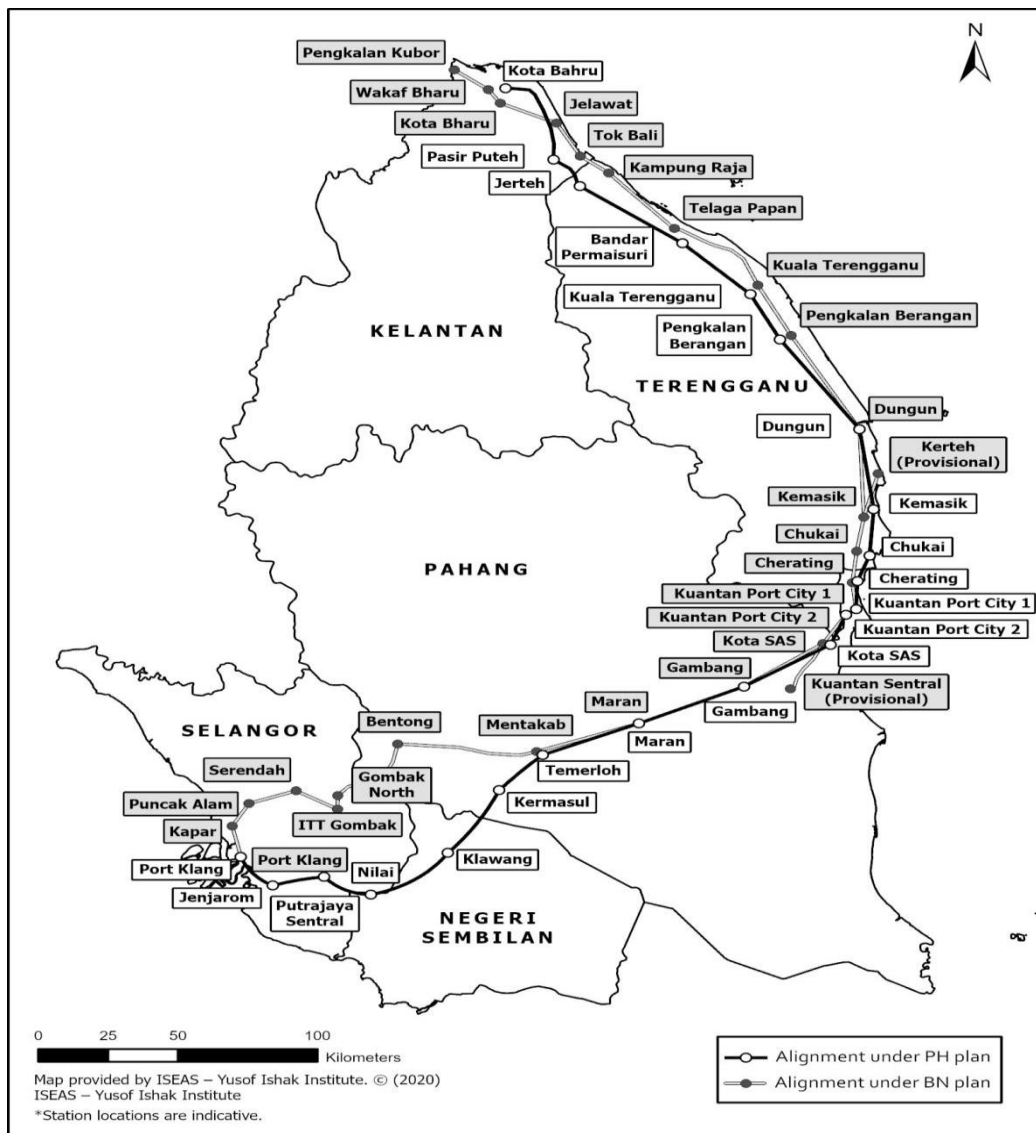 N
Pengkalan Kubor
Kota Bahru
Wakaf Bharu
Jelawat
Kota Bharu
Tok Bali
Pasir Puteh
Kampung Raja
Jerteh
Telaga Papan
Bandar
Permaisuri
Kuala Terengganu
Kuala Terengganu
Pengkalan Berangan
Pengkalan
Berangan
KELANTAN
TERENGGANU
Dungun
Dungun
Kerteh
(Provisional)
Kemasik
Kemasik
Chukai
Chukai
Cherating
Cherating
PAHANG
Kuantan Port City 1
Kuantan Port City 1
Kuantan Port City 2
Kuantan Port City 2
Kota SAS
Kota SAS
Gambang
Kuantan Sentral
(Provisional)
Gambang
Maran
Maran
Bentong
Mentakab
SELANGOR
Temerloh
Serendah
Gombak
North
Kermasul
Puncak Alam
ITT Gombak
Kapar
Port Klang
Port Klang
Nilai
Klawang
Jenjarom
Putrajaya
Sentral
NEGERI
SEMBILAN
0 25 50 100
Kilometers
Map provided by ISEAS – Yusof Ishak Institute. © (2020)
ISEAS – Yusof Ishak Institute
*Station locations are indicative.
Alignment under PH plan
Alignment under BN plan